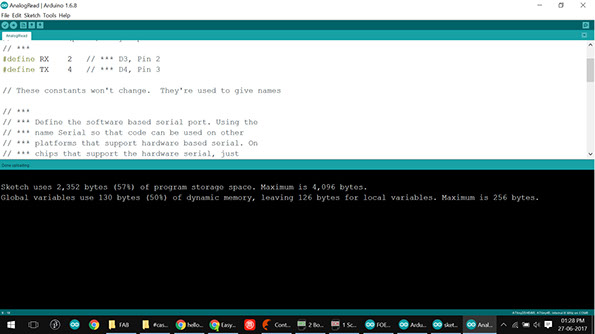 AnalogRead | Arduino 1.6.8
File Edit Sketch Tools Help
AnalogRead
// ***
#define RX 2 // *** D3, Pin 2
#define TX 4 // *** D4, Pin 3
// These constants won't change. They're used to give names
// ***
// *** Define the software based serial port. Using the
// *** name Serial so that code can be used on other
// *** platforms that support hardware based serial. On
// *** chips that support the hardware serial, just
Done uploading.
Sketch uses 2,352 bytes (57%) of program storage space. Maximum is 4,096 bytes.
Global variables use 130 bytes (50%) of dynamic memory, leaving 126 bytes for local variables. Maximum is 256 bytes.
FAB
#cas...
hello...
Easy...
Cont...
2 Bo...
1 Sc...
FOE...
Ardu...
sket...
Anal...
01:28 PM
27-06-2017